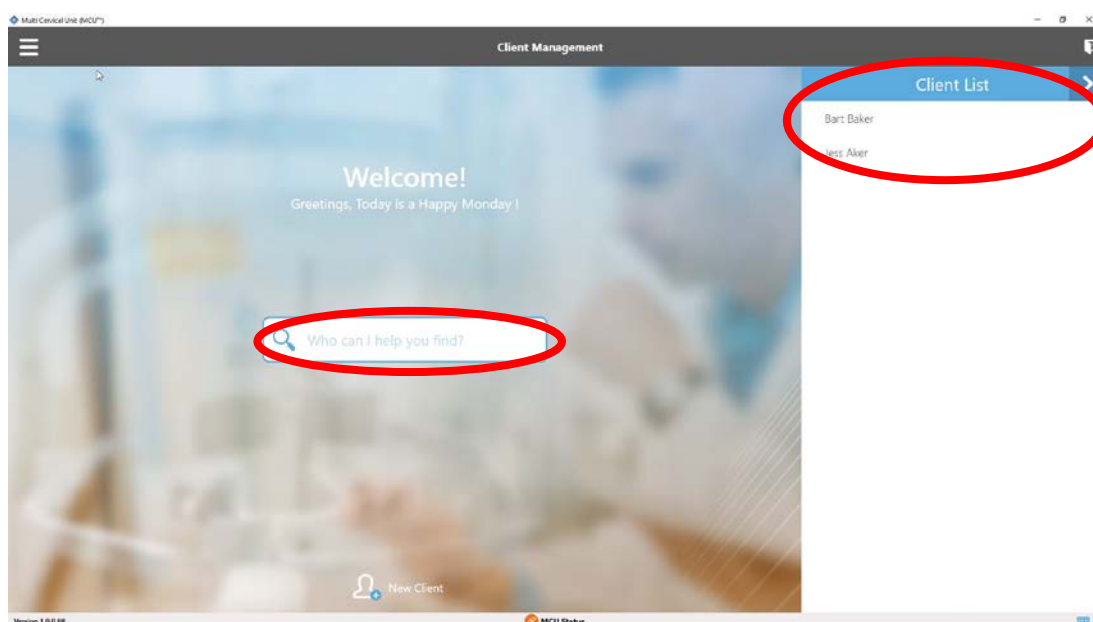 Multi Cervical Unit (MCU™)
Client Management
Client List
Bart Baker
Jess Aker
Welcome!
Greetings, Today is a Happy Monday !
Who can I help you find?
New Client
MCU Status